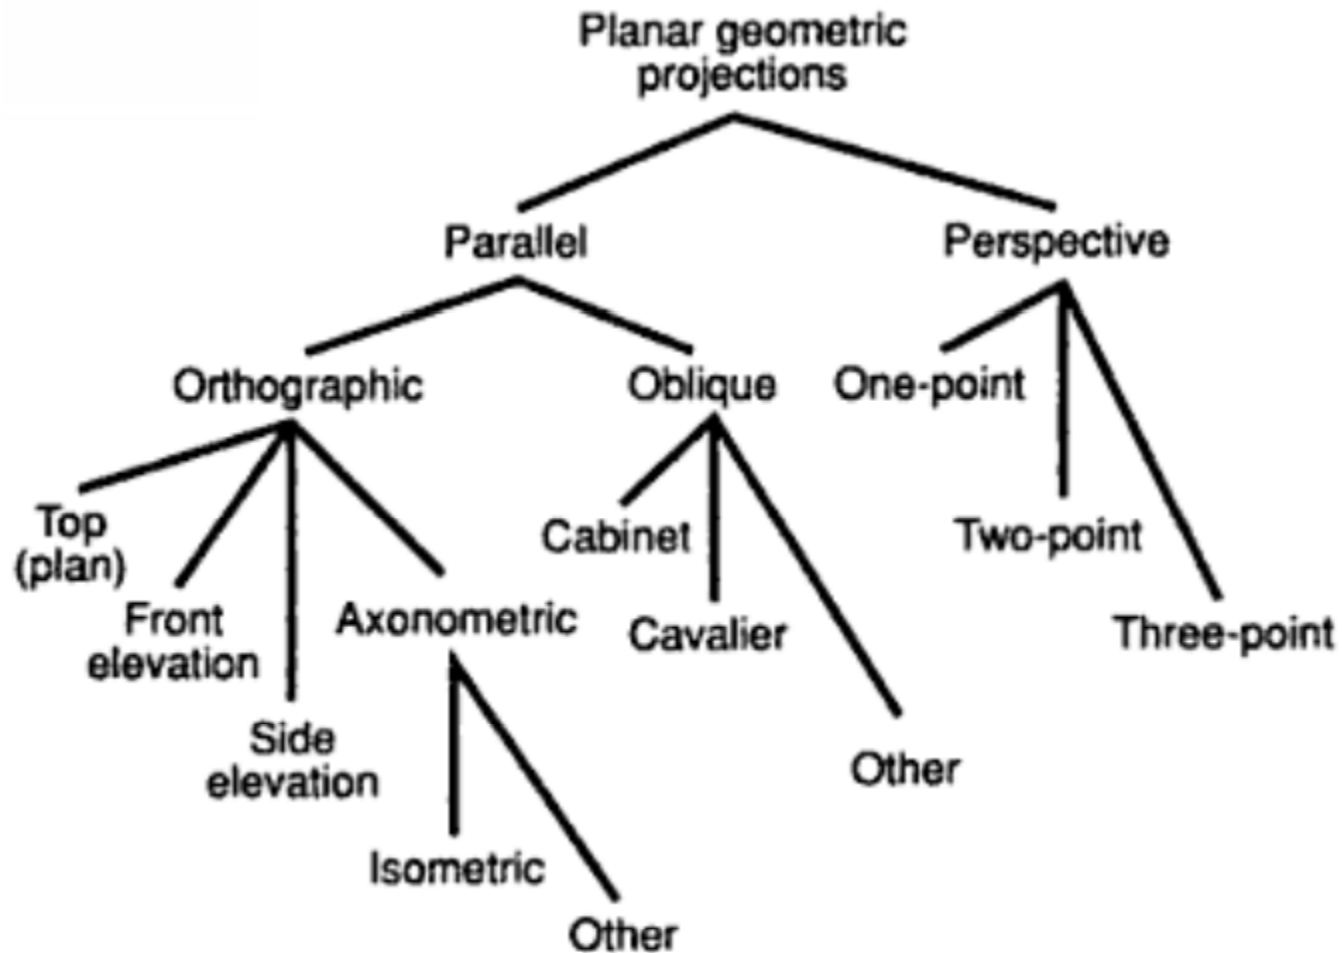 Planar geometric
projections
Parallel
Perspective
Orthographic
Oblique
One-point
Top
(plan)
Cabinet
Two-point
Front
elevation
Axonometric
Cavalier
Three-point
Side
elevation
Other
Isometric
Other